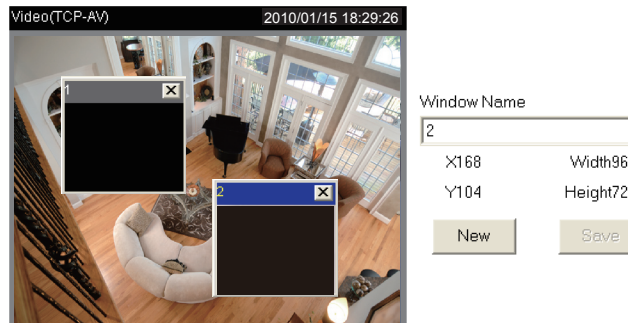 Video(TCP-AV) 2010/01/15 18:29:26
1
2
Window Name
2
X168 Width96
Y104 Height72
New Save